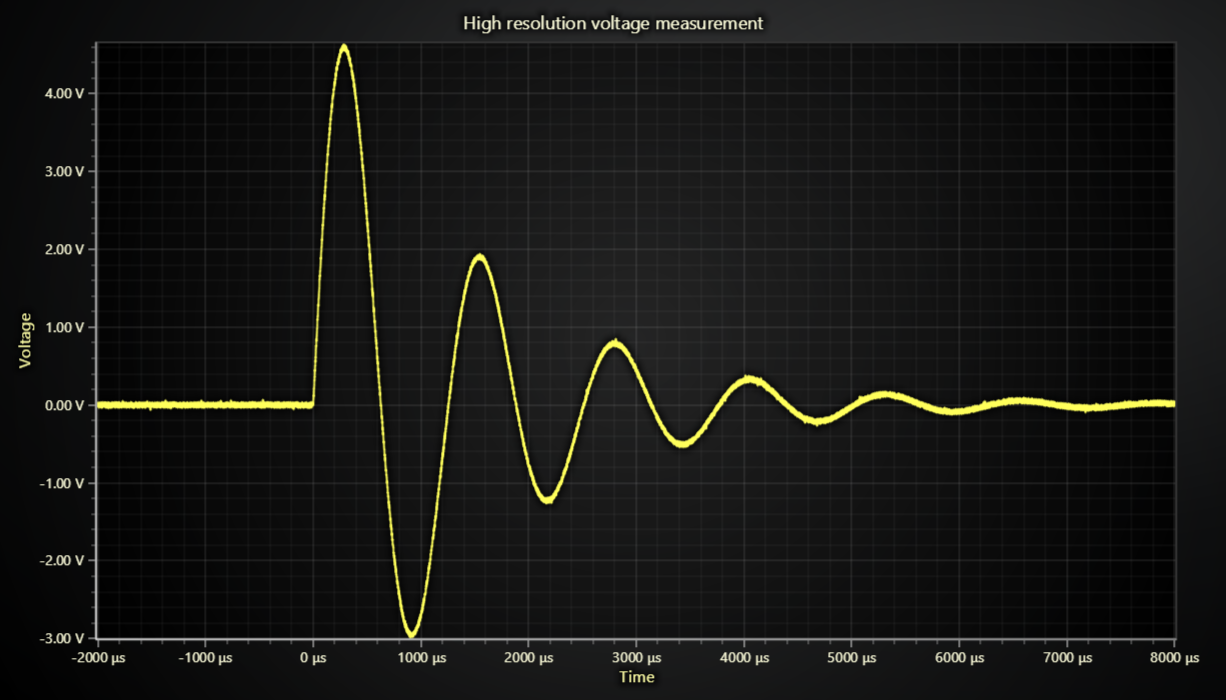 High resolution voltage measurement
4.00 V
3.00 V
2.00 V
1.00 V
0.00 V
-1.00 V
-2.00 V
-3.00 V
Voltage
-2000 µs -1000 µs 0 µs 1000 µs 2000 µs 3000 µs 4000 µs 5000 µs 6000 µs 7000 µs 8000 µs
Time